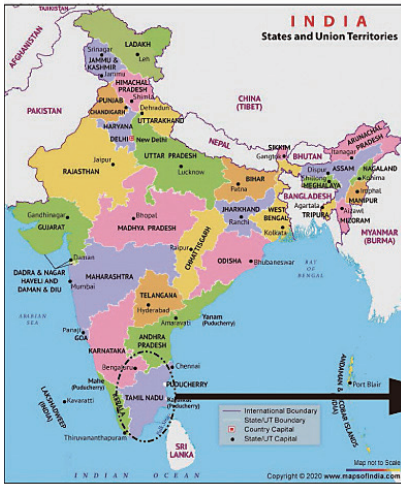 INDIA
States and Union Territories
TAJIKISTAN
AFGHANISTAN
PAKISTAN
CHINA
(TIBET)
NEPAL
BHUTAN
BANGLADESH
MYANMAR
(BURMA)
SRI
LANKA
LADAKH
Leh
Srinagar
JAMMU &
KASHMIR
Jammu
HIMACHAL
PRADESH
Shimla
PUNJAB
CHANDIGARH
Dehradun
UTTARAKHAND
HARYANA
DELHI
New Delhi
RAJASTHAN
Jaipur
UTTAR PRADESH
Lucknow
SIKKIM
Gangtok
ARUNACHAL
PRADESH
Itanagar
ASSAM
Dispur
NAGALAND
Kohima
Shillong
MEGHALAYA
Imphal
MANIPUR
Agartala
TRIPURA
Aizawl
MIZORAM
BIHAR
Patna
JHARKHAND
Ranchi
WEST
BENGAL
Kolkata
Gandhinagar
GUJARAT
Bhopal
MADHYA PRADESH
Raipur
CHHATTISGARH
ODISHA
Bhubaneswar
Daman
DADRA & NAGAR
HAVELI AND
DAMAN & DIU
Mumbai
MAHARASHTRA
TELANGANA
Hyderabad
Amaravati
Yanam
(Puducherry)
ANDHRA
PRADESH
Panaji
GOA
KARNATAKA
Bengaluru
Chennai
Mahe
(Puducherry)
PUDUCHERRY
(Puducherry)
TAMIL NADU
KERALA
Thiruvananthapuram
LAKSHADWEEP
(INDIA)
Kavaratti
ARABIAN
SEA
BAY
OF
BENGAL
INDIAN OCEAN
ANDAMAN &
Port Blair
International Boundary
State/UT Boundary
Country Capital
State/UT Capital
Map not to Scale
Copyright © 2020 www.mapsofindia.com